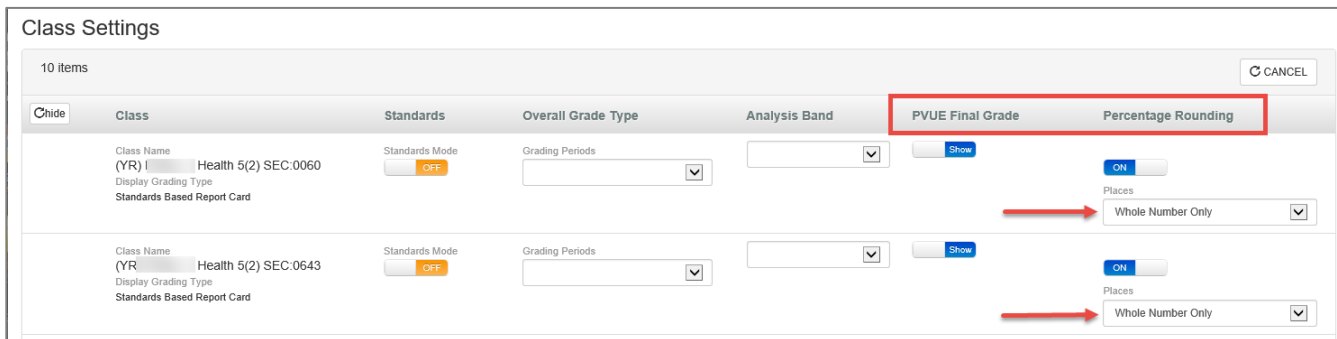 Class Settings
10 items
CANCEL
hide
Class
Standards
Overall Grade Type
Analysis Band
PVUE Final Grade
Percentage Rounding
Class Name
Standards Mode
Grading Periods
Show
(YR)
Health 5(2) SEC:0060
OFF
ON
Display Grading Type
Places
Standards Based Report Card
Whole Number Only
Class Name
Standards Mode
Grading Periods
Show
(YR
Health 5(2) SEC:0643
OFF
ON
Display Grading Type
Places
Standards Based Report Card
Whole Number Only